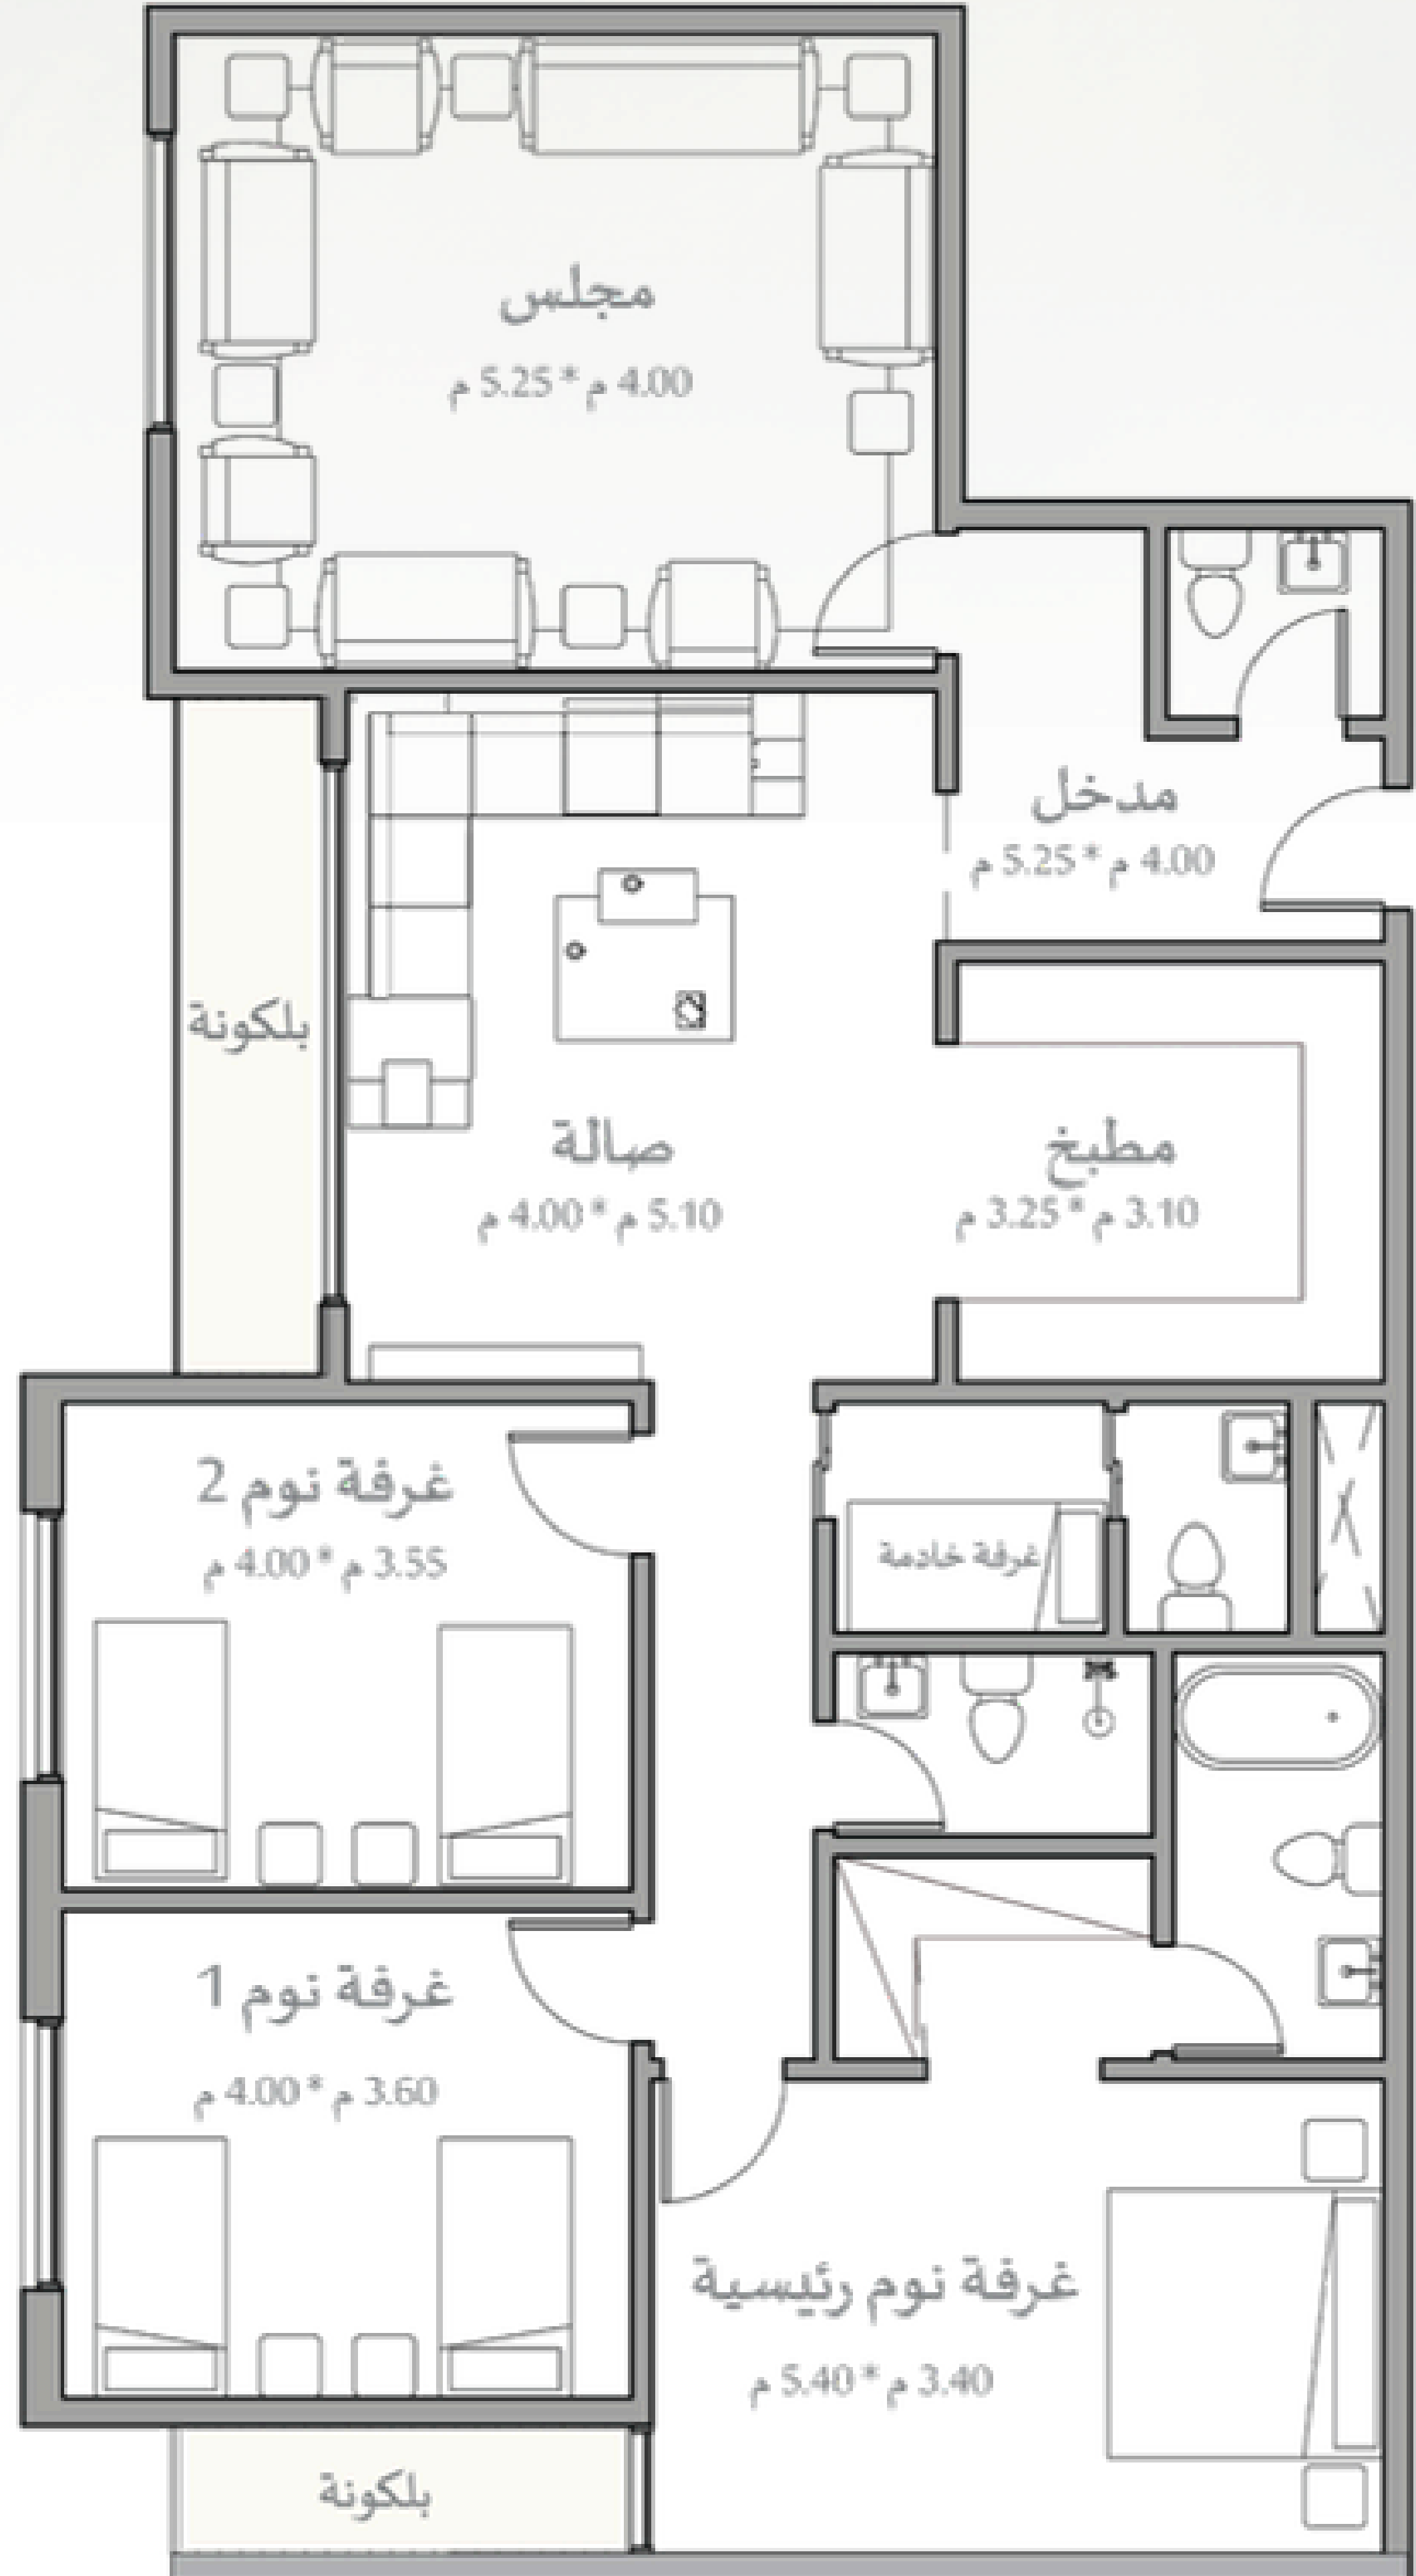 مجلس
4.00 م * 5.25 م
مدخل
4.00 م * 5.25 م
بلكونة
صالة
5.10 م * 4.00 م
مطبخ
3.10 م * 3.25 م
غرفة نوم 2
3.55 م * 4.00 م
غرفة خادمة
غرفة نوم 1
3.60 م * 4.00 م
غرفة نوم رئيسية
3.40 م * 5.40 م
بلكونة